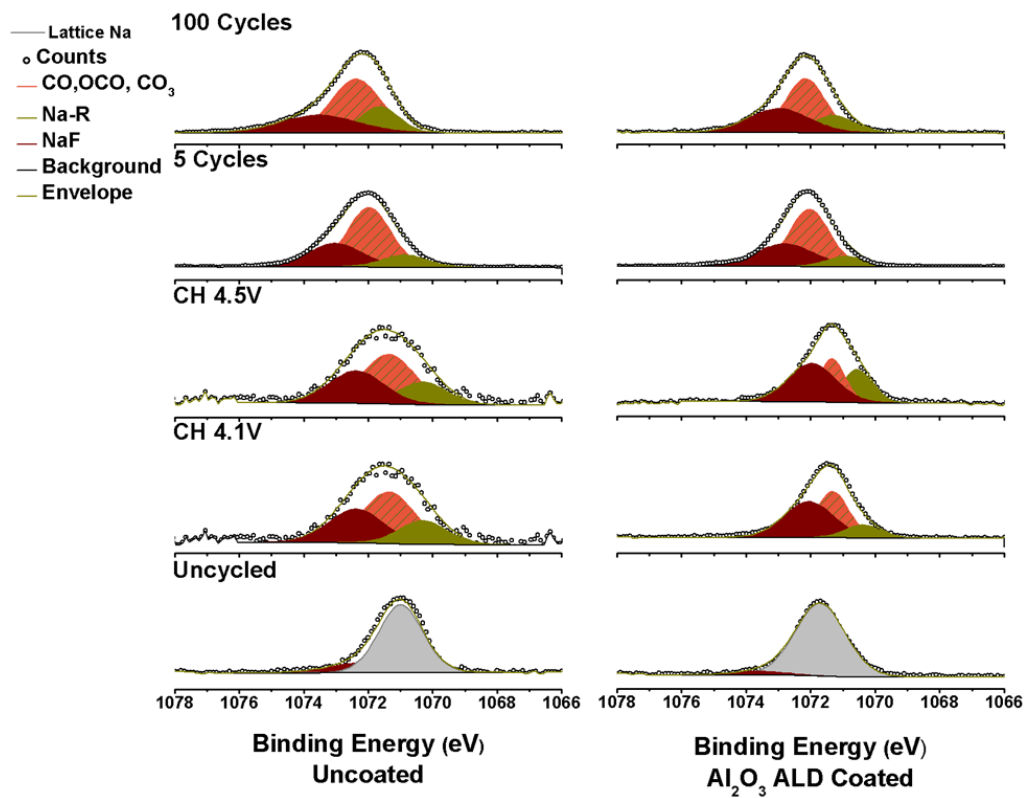 100 Cycles
Lattice Na
Counts
CO,OCO, CO₃
Na-R
NaF
Background
Envelope
5 Cycles
CH 4.5V
CH 4.1V
Uncycled
1078 1076 1074 1072 1070 1068 1066
1078 1076 1074 1072 1070 1068 1066
Binding Energy (eV)
Uncoated
Binding Energy (eV)
Al₂O₃ ALD Coated